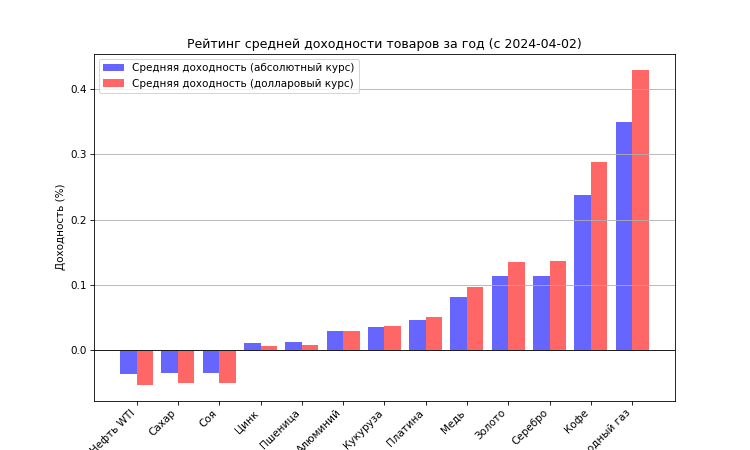 Рейтинг средней доходности товаров за год (с 2024-04-02)
Средняя доходность (абсолютный курс)
Средняя доходность (долларовый курс)
Доходность (%)
0.4
0.3
0.2
0.1
0.0
Нефть WTI
Сахар
Соя
Цинк
Пшеница
Алюминий
Кукуруза
Платина
Медь
Золото
Серебро
Кофе
газ